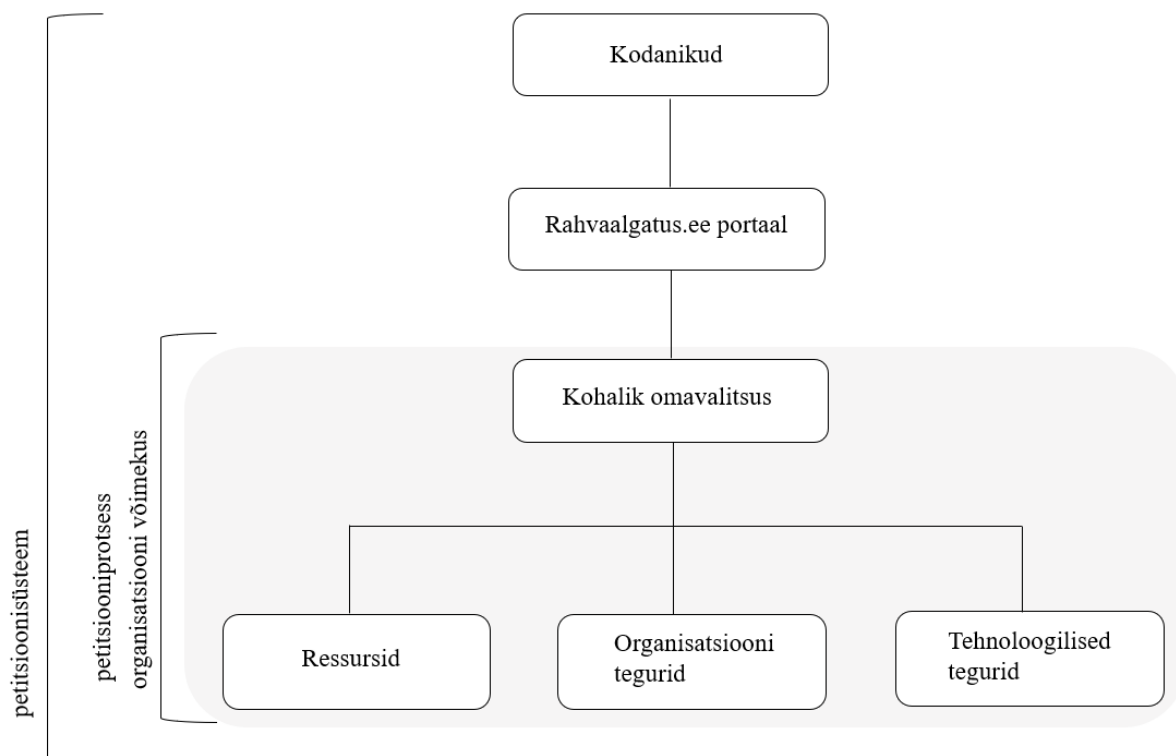 Kodanikud
Rahvaalgatus.ee portaal
Kohalik omavalitsus
Ressursid
Organisatsiooni
tegurid
Tehnoloogilised
tegurid
petitsioonisüsteem
petitsiooniprotsess
organisatsiooni võimekus